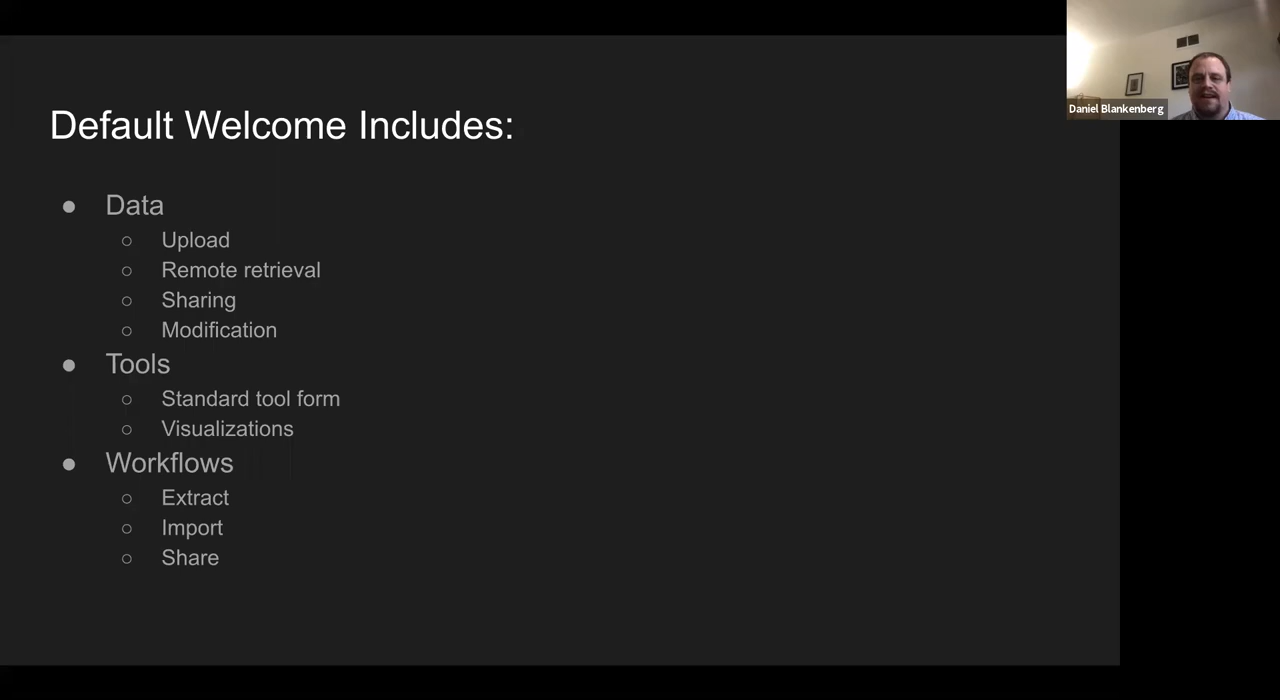 Default Welcome Includes:
● Data
○ Upload
○ Remote retrieval
○ Sharing
○ Modification
● Tools
○ Standard tool form
○ Visualizations
● Workflows
○ Extract
○ Import
○ Share
Daniel Blankenberg